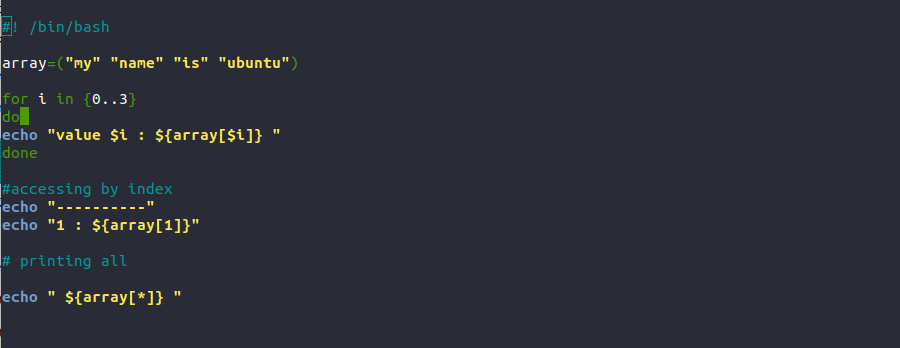 #! /bin/bash
array=("my" "name" "is" "ubuntu")
for i in {0..3}
do
echo "value $i : ${array[$i]} "
done
#accessing by index
echo "----------"
echo "1 : ${array[1]}"
# printing all
echo " ${array[*]} "